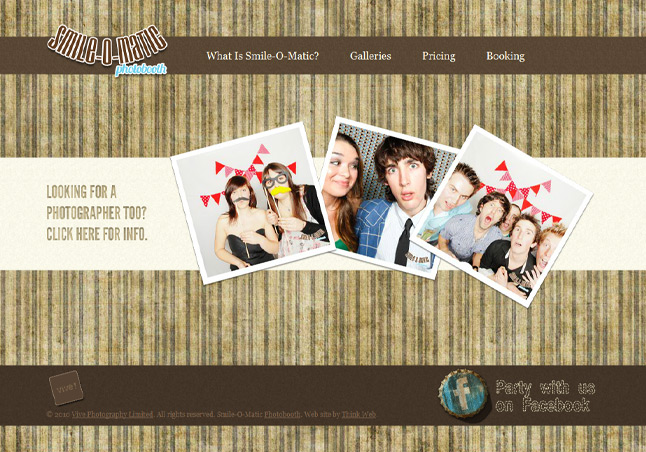 SMILE-O-MATIC
photobooth
What Is Smile-O-Matic?
Galleries
Pricing
Booking
LOOKING FOR A
PHOTOGRAPHER TOO?
CLICK HERE FOR INFO.
SMILE-O-MATIC
vive!
Party with us
on Facebook
© 2010 Vive Photography Limited. All rights reserved. Smile-O-Matic Photobooth. Web site by Think Web